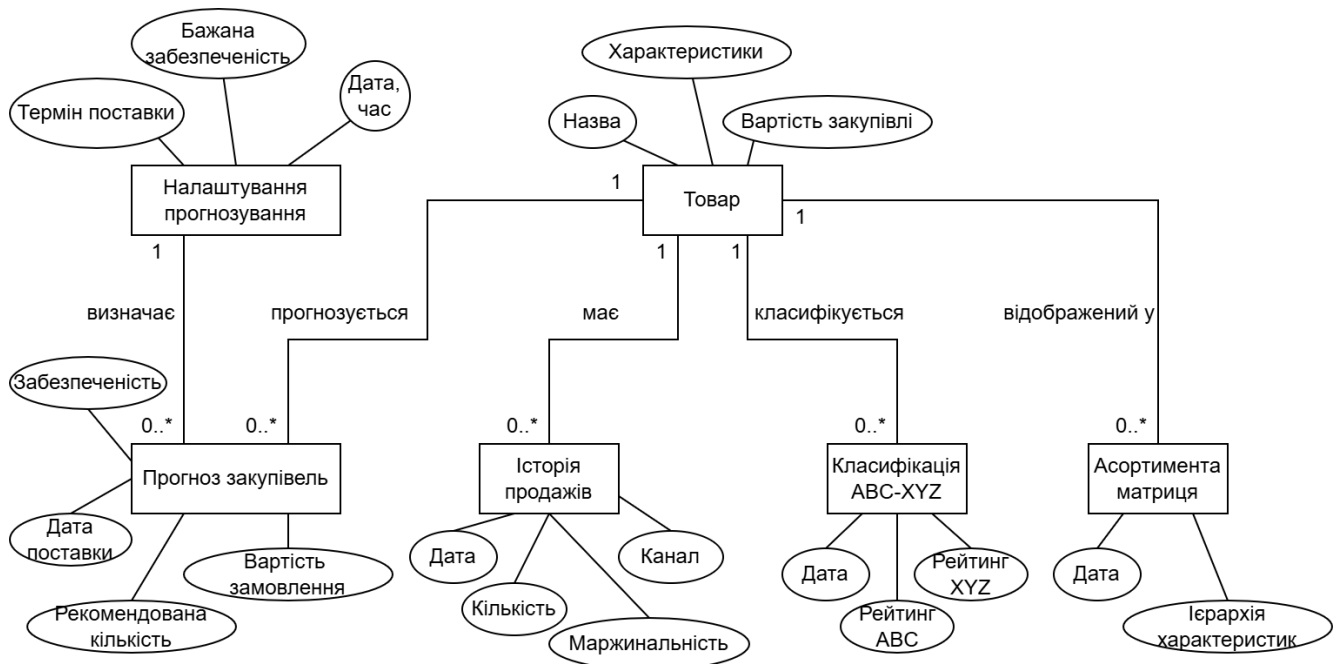 Бажана
забезпеченість
Термін поставки
Дата,
час
Налаштування
прогнозування
Характеристики
Назва
Вартість закупівлі
Товар
1
1
1
1
1
визначає
прогнозується
має
класифікується
відображений у
Забезпеченість
0..*
0..*
0..*
0..*
0..*
Прогноз закупівель
Історія
продажів
Класифікація
ABC-XYZ
Асортимента
матриця
Дата
поставки
Рекомендована
кількість
Вартість
замовлення
Дата
Кількість
Маржинальність
Канал
Дата
Рейтинг
ABC
Рейтинг
XYZ
Дата
Ієрархія
характеристик